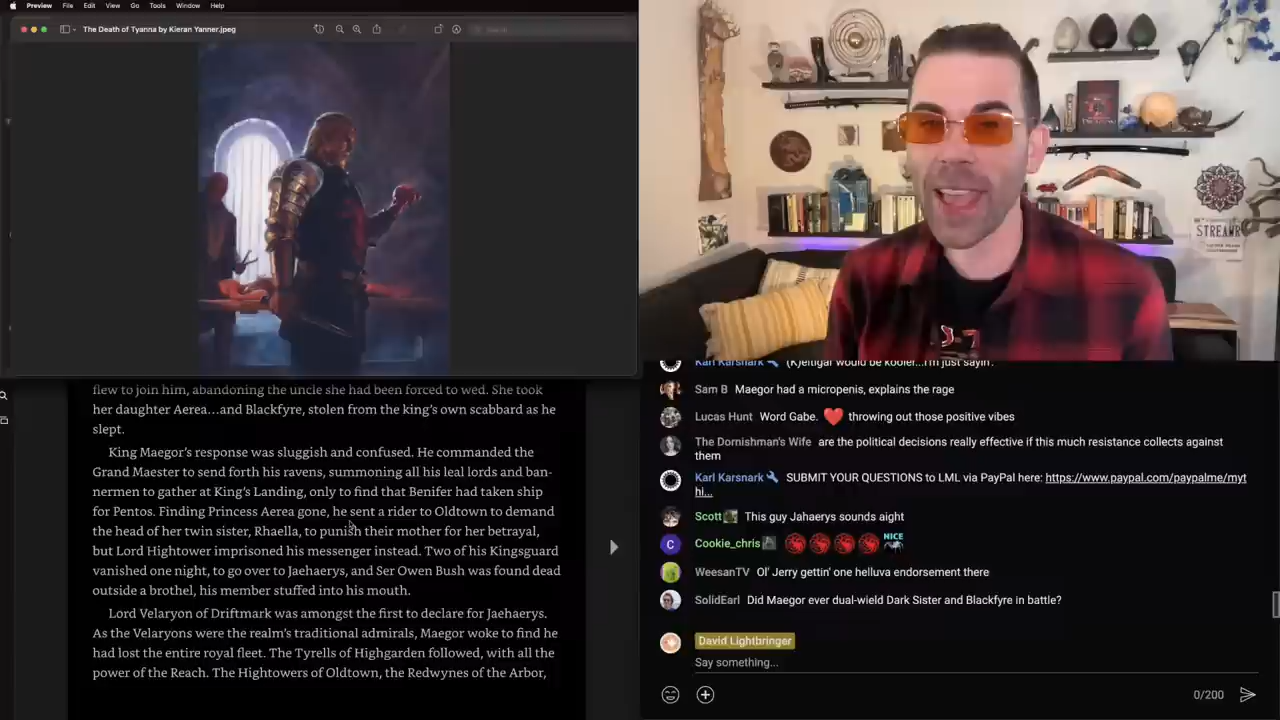 Preview File Edit View Go Tools Window Help
The Death of Tyanna by Kieran Yanner.jpeg
Search
flew to join him, abandoning the uncle she had been forced to wed. She took
her daughter Aerea…and Blackfyre, stolen from the king's own scabbard as he
slept.
King Maegor's response was sluggish and confused. He commanded the
Grand Maester to send forth his ravens, summoning all his leal lords and ban-
nermen to gather at King's Landing, only to find that Benifer had taken ship
for Pentos. Finding Princess Aerea gone, he sent a rider to Oldtown to demand
the head of her twin sister, Rhaella, to punish their mother for her betrayal,
but Lord Hightower imprisoned his messenger instead. Two of his Kingsguard
vanished one night, to go over to Jaehaerys, and Ser Owen Bush was found dead
outside a brothel, his member stuffed into his mouth.
Lord Velaryon of Driftmark was amongst the first to declare for Jaehaerys.
As the Velaryons were the realm's traditional admirals, Maegor woke to find he
had lost the entire royal fleet. The Tyrells of Highgarden followed, with all the
power of the Reach. The Hightowers of Oldtown, the Redwynes of the Arbor,
STREAMR
Karl Karsnark (K)eltigar would be kooler...I'm just sayin'.
Sam B Maegor had a micropenis, explains the rage
Lucas Hunt Word Gabe. ❤️ throwing out those positive vibes
The Dornishman's Wife are the political decisions really effective if this much resistance collects against
them
Karl Karsnark SUBMIT YOUR QUESTIONS to LML via PayPal here: https://www.paypal.com/paypalme/myt
hi...
Scott This guy Jahaerys sounds aight
Cookie_chris NICE
WeesanTV Ol' Jerry gettin' one helluva endorsement there
SolidEarl Did Maegor ever dual-wield Dark Sister and Blackfyre in battle?
David Lightbringer
Say something...
0/200